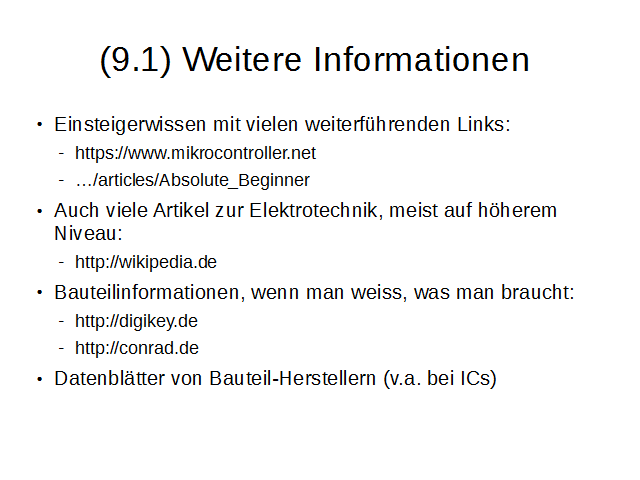 (9.1) Weitere Informationen
• Einsteigerwissen mit vielen weiterführenden Links:
- https://www.mikrocontroller.net
- …/articles/Absolute_Beginner
• Auch viele Artikel zur Elektrotechnik, meist auf höherem
Niveau:
- http://wikipedia.de
• Bauteilinformationen, wenn man weiss, was man braucht:
- http://digikey.de
- http://conrad.de
• Datenblätter von Bauteil-Herstellern (v.a. bei ICs)